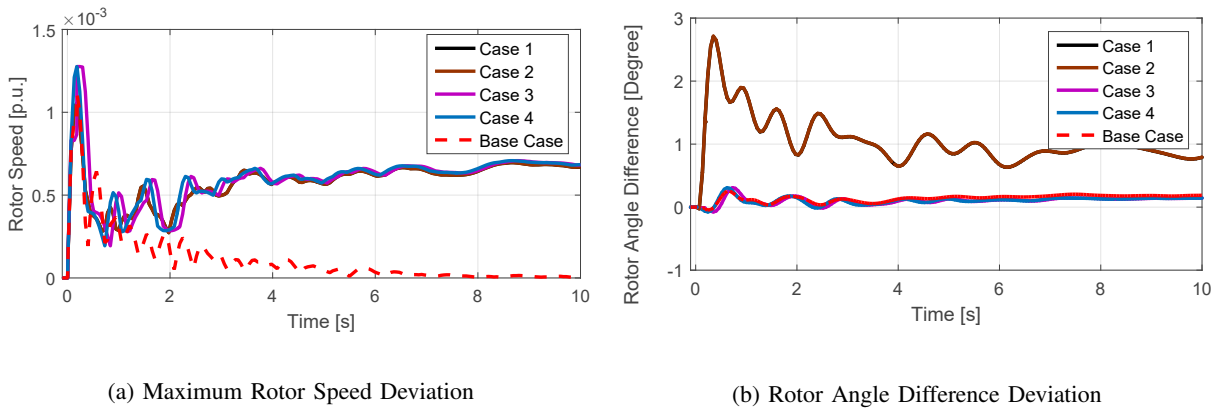 ×10⁻³
1.5
1
0.5
0
Rotor Speed [p.u.]
0 2 4 6 8 10
Time [s]
Case 1
Case 2
Case 3
Case 4
Base Case
(a) Maximum Rotor Speed Deviation
3
2
1
0
-1
Rotor Angle Difference [Degree]
0 2 4 6 8 10
Time [s]
Case 1
Case 2
Case 3
Case 4
Base Case
(b) Rotor Angle Difference Deviation